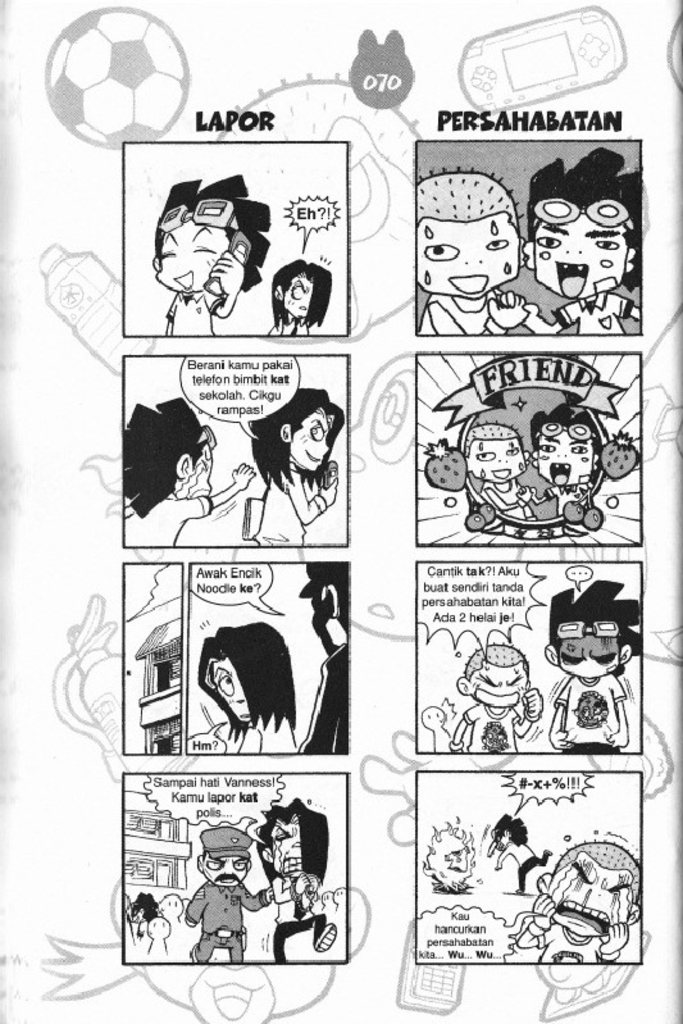 070
LAPOR
Eh?!
Berani kamu pakai
telefon bimbit kat
sekolah. Cikgu
rampas!
Awak Encik
Noodle ke?
Hm?
Sampai hati Vanness!
Kamu lapor kat
polis...
PERSAHABATAN
FRIEND
Cantik tak?! Aku
buat sendiri tanda
persahabatan kita!
Ada 2 helai je!
...
#-x+%!!!
Kau
hancurkan
persahabatan
kita... Wu... Wu...